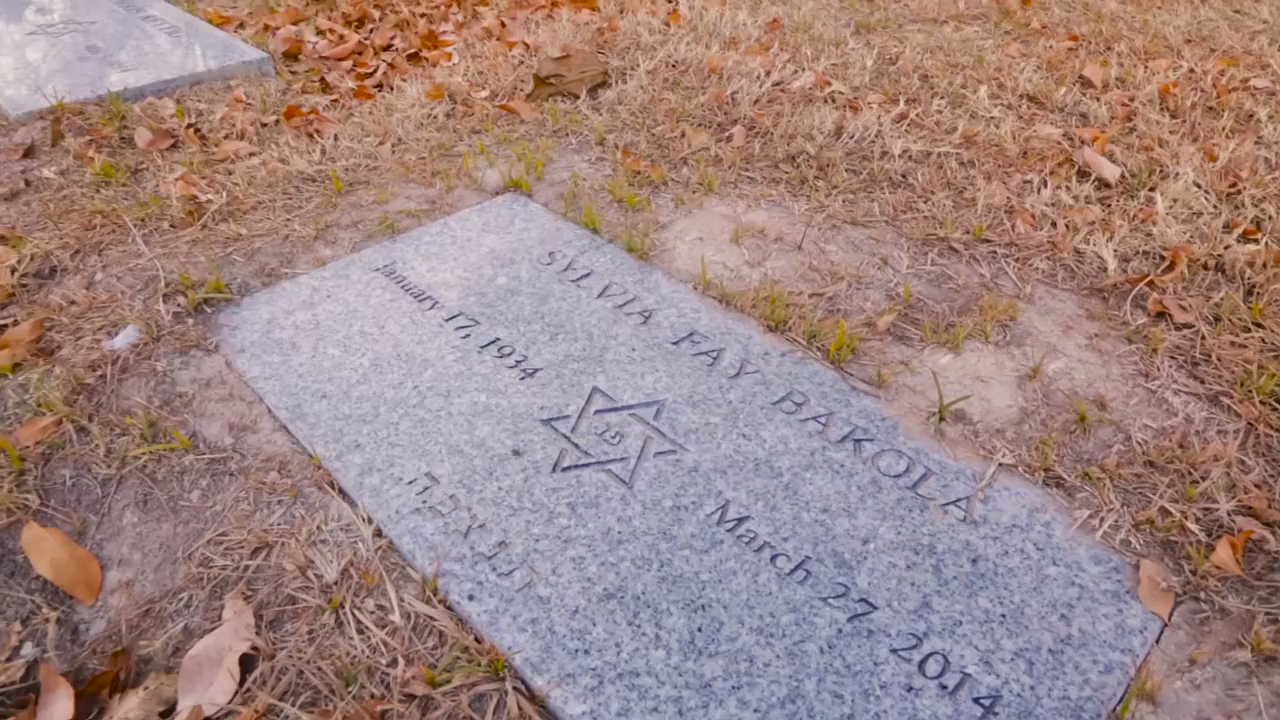 SYLVIA FAY BAKOLA
January 17, 1934
March 27 2014
ת נ צ ב ה